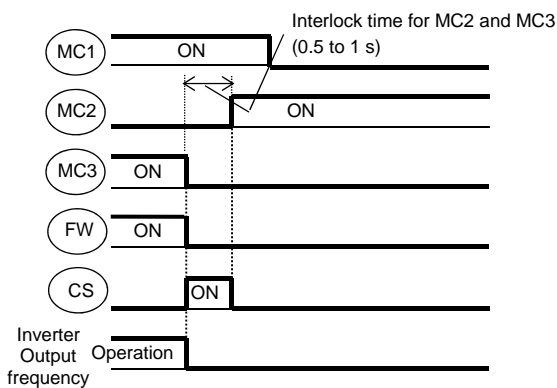 Interlock time for MC2 and MC3
(0.5 to 1 s)
MC1
ON
MC2
ON
MC3
ON
FW
ON
CS
ON
Inverter
Output
frequency
Operation